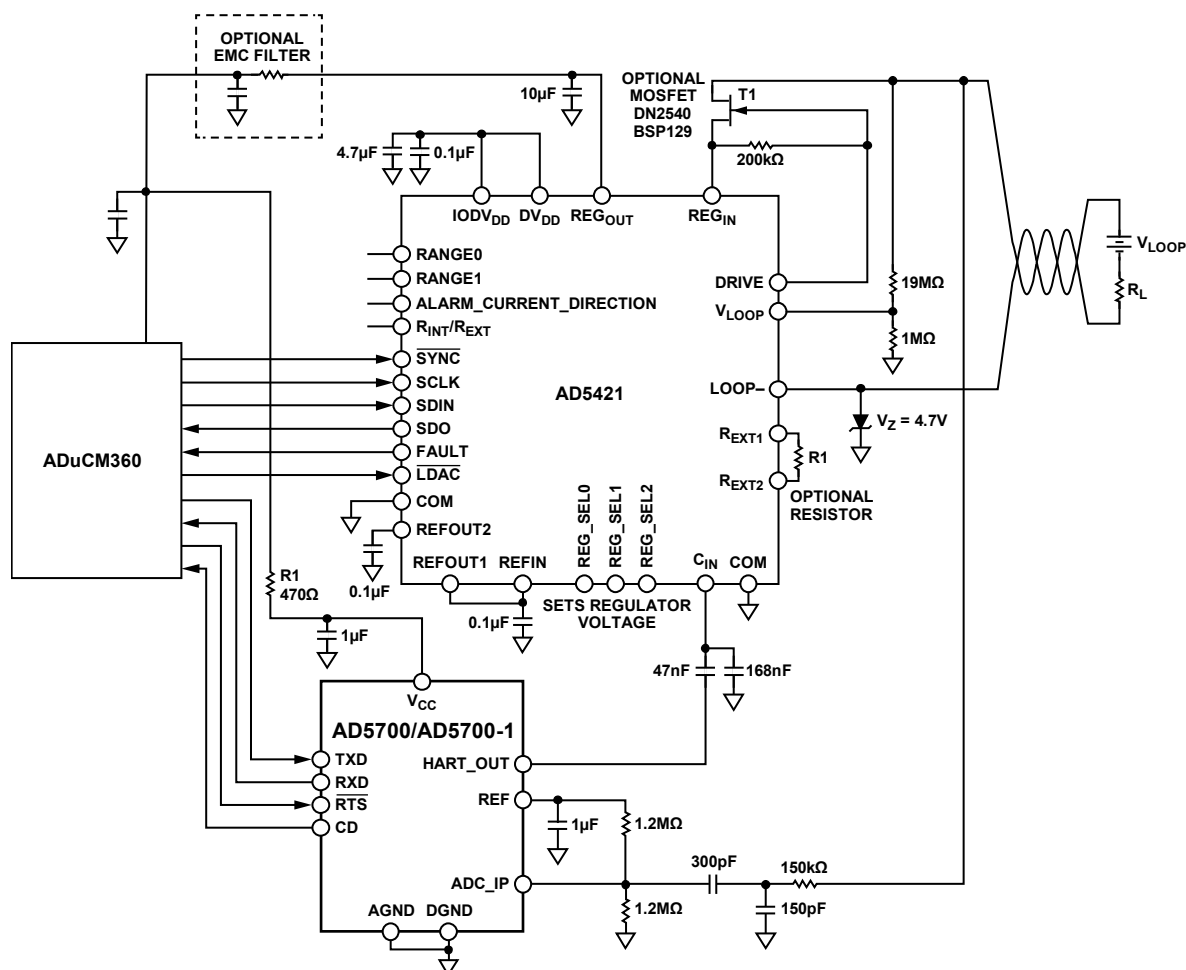 OPTIONAL
EMC FILTER
10µF
OPTIONAL
MOSFET
DN2540
BSP129
T1
200kΩ
4.7µF
0.1µF
IODVDD
DVDD
REGOUT
REGIN
RANGE0
RANGE1
ALARM_CURRENT_DIRECTION
RINT/REXT
SYNC
SCLK
SDIN
SDO
FAULT
LDAC
COM
REFOUT2
0.1µF
AD5421
DRIVE
VLOOP
LOOP–
REXT1
REXT2
R1
OPTIONAL
RESISTOR
19MΩ
1MΩ
VZ = 4.7V
VLOOP
RL
ADuCM360
REFOUT1
REFIN
REG_SEL0
REG_SEL1
REG_SEL2
SETS REGULATOR
VOLTAGE
CIN
COM
0.1µF
R1
470Ω
1µF
47nF
168nF
VCC
AD5700/AD5700-1
TXD
RXD
RTS
CD
HART_OUT
REF
ADC_IP
AGND
DGND
1µF
1.2MΩ
1.2MΩ
300pF
150kΩ
150pF